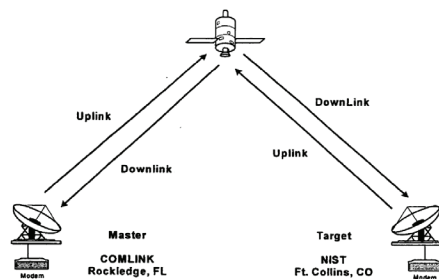 DownLink
Uplink
Downlink
Uplink
Master
Target
COMLINK
Rockledge, FL
NIST
Ft. Collins, CO
Modem
Modem